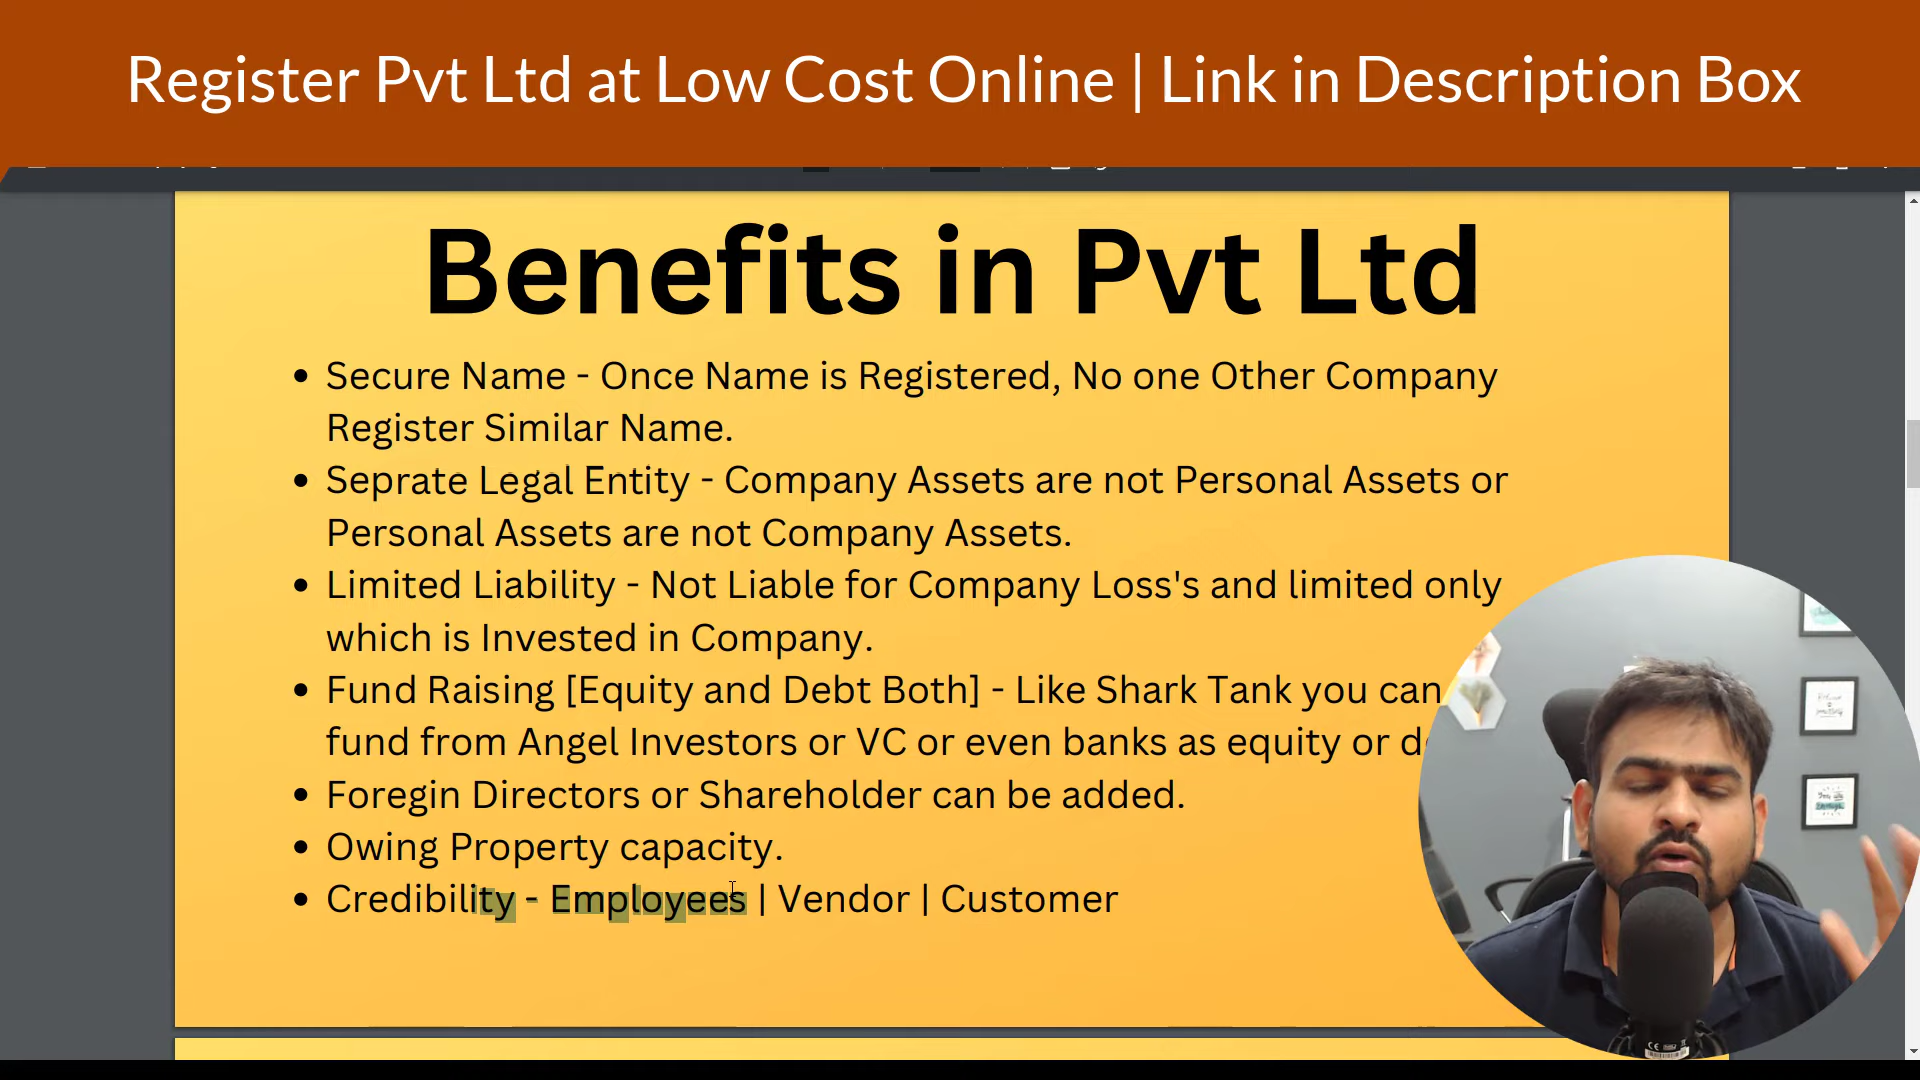 Register Pvt Ltd at Low Cost Online | Link in Description Box
Benefits in Pvt Ltd
• Secure Name - Once Name is Registered, No one Other Company
Register Similar Name.
• Seprate Legal Entity - Company Assets are not Personal Assets or
Personal Assets are not Company Assets.
• Limited Liability - Not Liable for Company Loss's and limited only
which is Invested in Company.
• Fund Raising [Equity and Debt Both] - Like Shark Tank you can
fund from Angel Investors or VC or even banks as equity or
• Foregin Directors or Shareholder can be added.
• Owing Property capacity.
• Credibility - Employees | Vendor | Customer